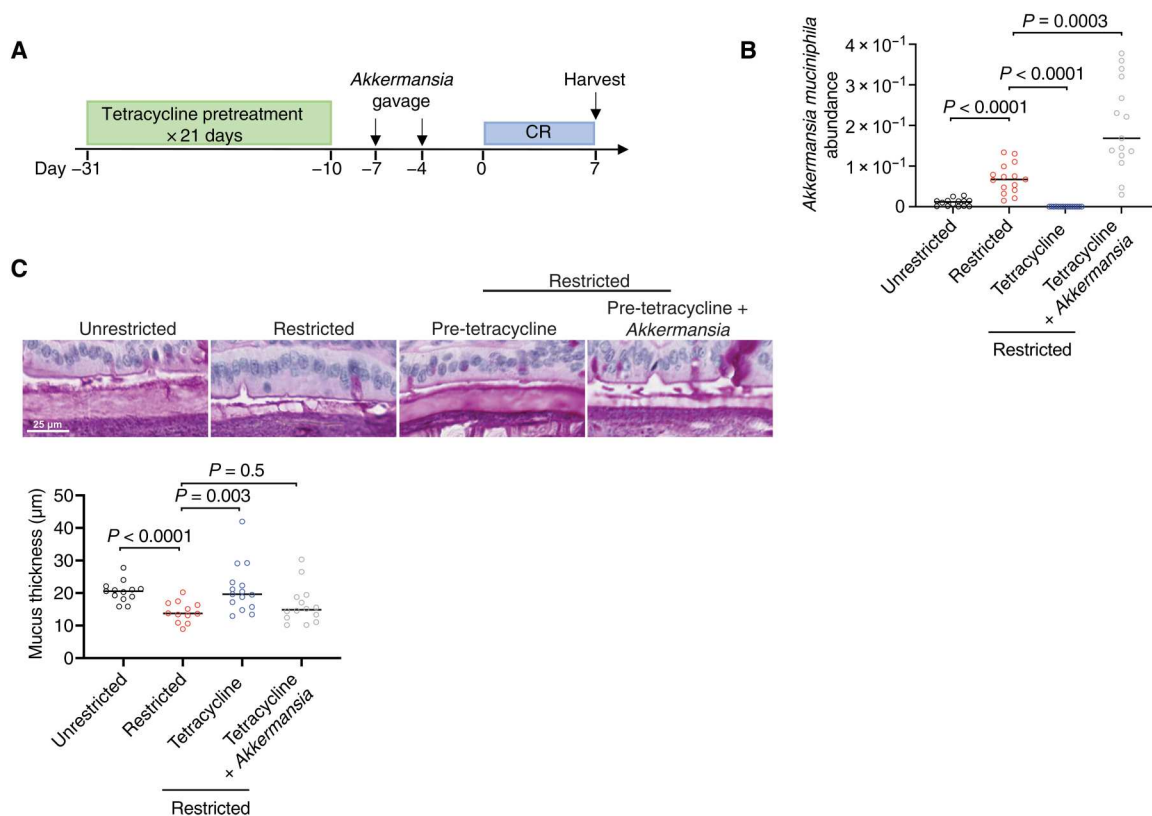 A
Akkermansia
gavage
Harvest
Tetracycline pretreatment
× 21 days
CR
Day −31
−10
−7
−4
0
7
B
P = 0.0003
P < 0.0001
P < 0.0001
Akkermansia muciniphila
abundance
4 × 10⁻¹
3 × 10⁻¹
2 × 10⁻¹
1 × 10⁻¹
0
Unrestricted
Restricted
Tetracycline
Tetracycline
+ Akkermansia
Restricted
C
Restricted
Unrestricted
Restricted
Pre-tetracycline
Pre-tetracycline +
Akkermansia
25 µm
P = 0.5
P = 0.003
P < 0.0001
Mucus thickness (µm)
50
40
30
20
10
0
Unrestricted
Restricted
Tetracycline
Tetracycline
+ Akkermansia
Restricted